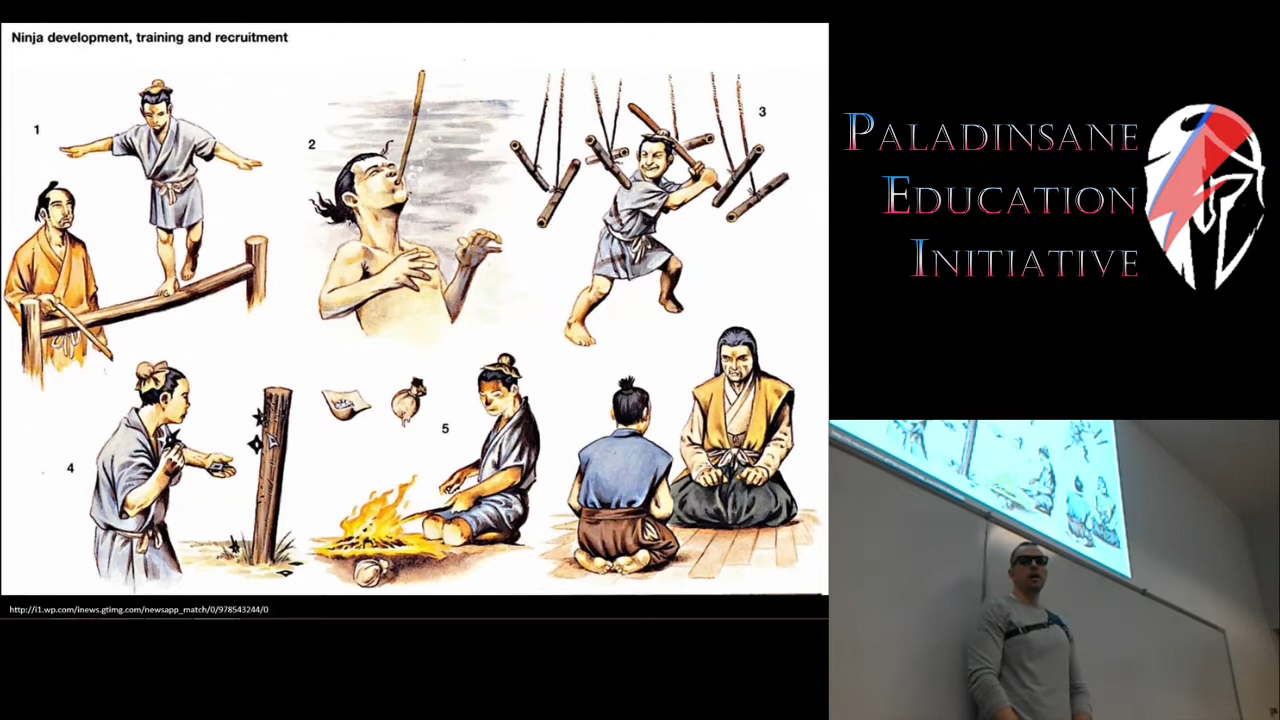 Ninja development, training and recruitment
1
2
3
4
5
http://i1.wp.com/inews.gtimg.com/newsapp_match/0/978543244/0
PALADINSANE
EDUCATION
INITIATIVE